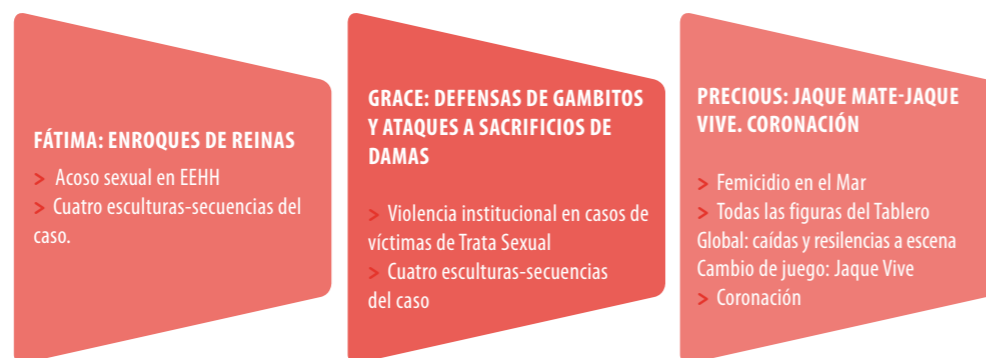 FÁTIMA: ENROQUES DE REINAS
> Acoso sexual en EEHH
> Cuatro esculturas-secuencias del
caso.
GRACE: DEFENSAS DE GAMBITOS
Y ATAQUES A SACRIFICIOS DE
DAMAS
> Violencia institucional en casos de
víctimas de Trata Sexual
> Cuatro esculturas-secuencias
del caso
PRECIOUS: JAQUE MATE-JAQUE
VIVE. CORONACIÓN
> Femicidio en el Mar
> Todas las figuras del Tablero
Global: caídas y resilencias a escena
Cambio de juego: Jaque Vive
> Coronación